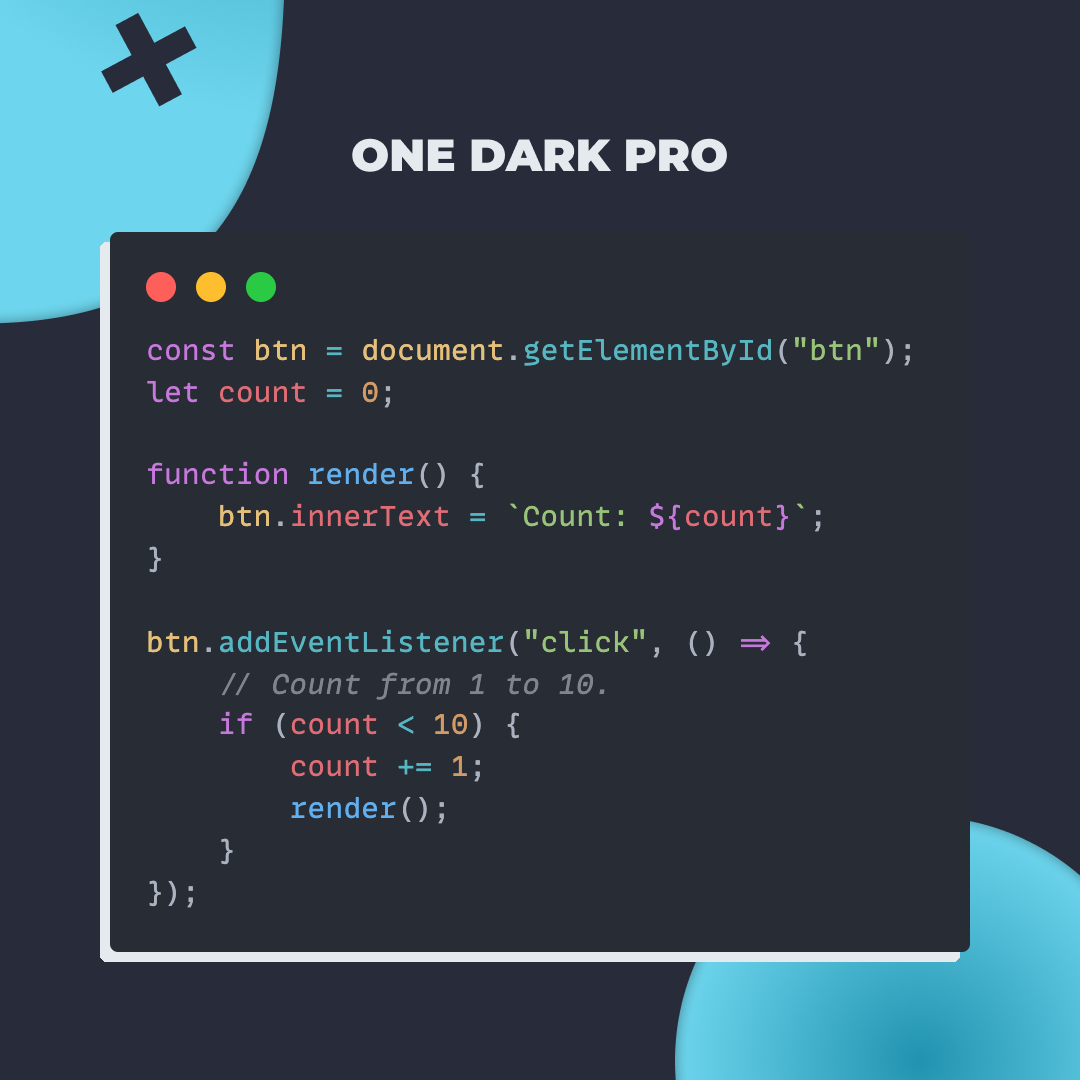 ONE DARK PRO
const btn = document.getElementById("btn");
let count = 0;

function render() {
    btn.innerText = `Count: ${count}`;
}

btn.addEventListener("click", () => {
    // Count from 1 to 10.
    if (count < 10) {
        count += 1;
        render();
    }
});